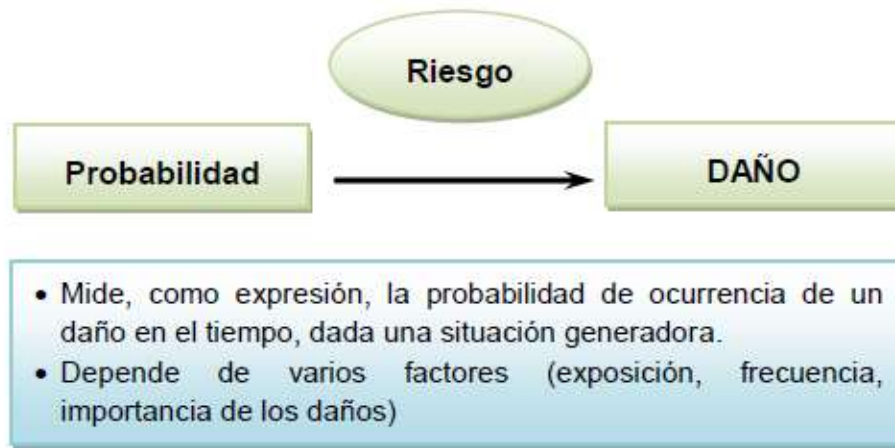 Riesgo
Probabilidad
DAÑO
• Mide, como expresión, la probabilidad de ocurrencia de un
daño en el tiempo, dada una situación generadora.
• Depende de varios factores (exposición, frecuencia,
importancia de los daños)